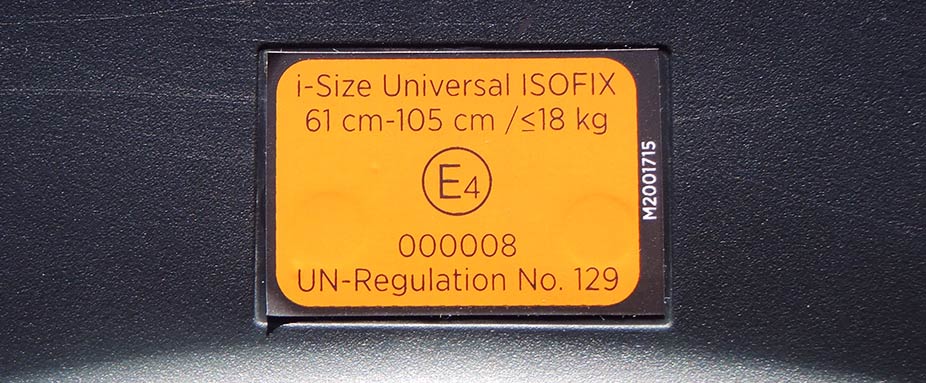 i-Size Universal ISOFIX
61 cm-105 cm /≤18 kg
E4
000008
UN-Regulation No. 129
M2001715